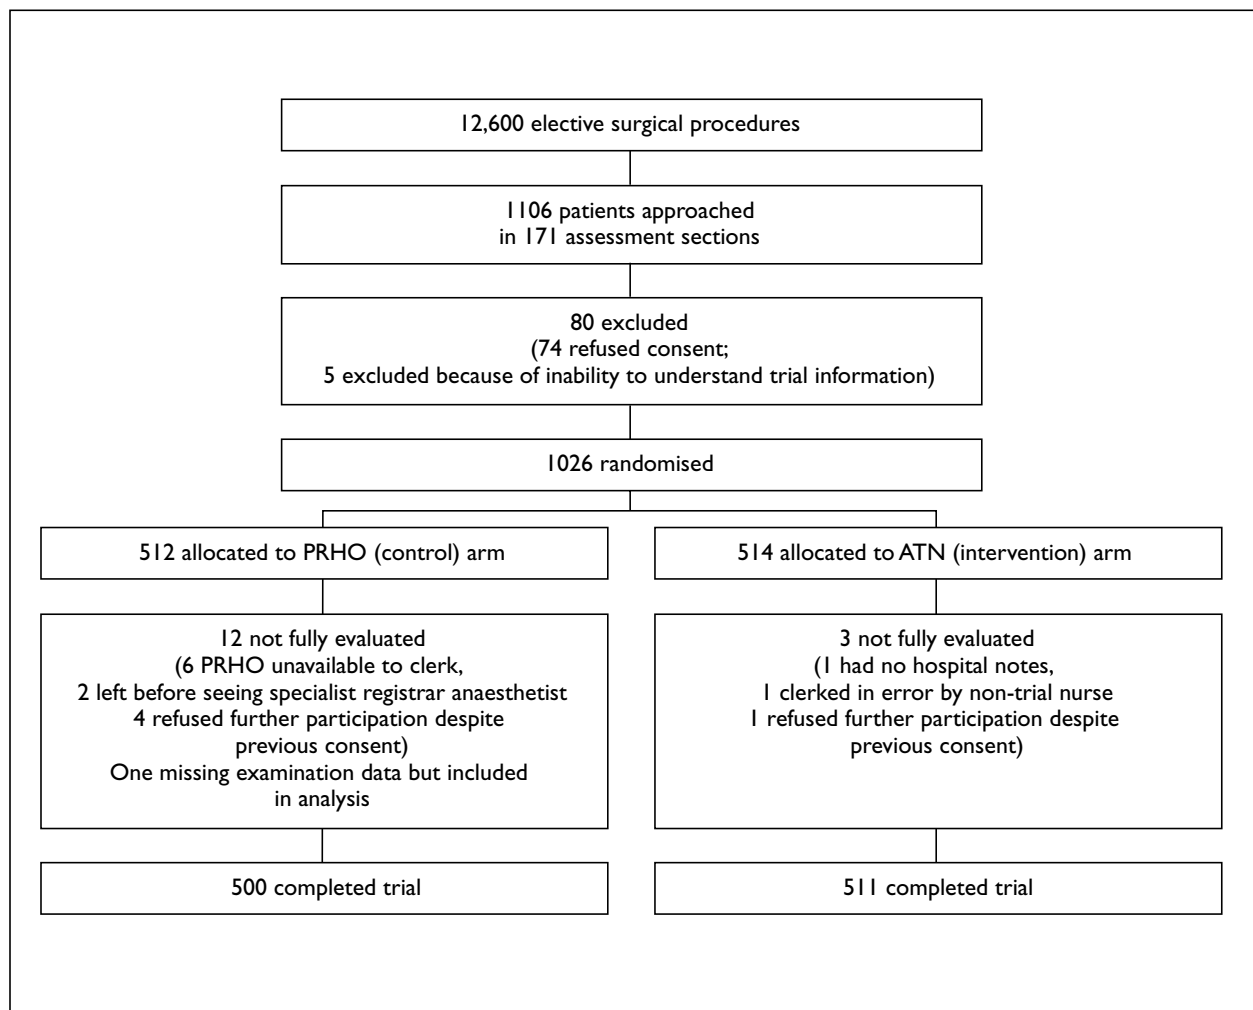 12,600 elective surgical procedures
1106 patients approached
in 171 assessment sections
80 excluded
(74 refused consent;
5 excluded because of inability to understand trial information)
1026 randomised
512 allocated to PRHO (control) arm
514 allocated to ATN (intervention) arm
12 not fully evaluated
(6 PRHO unavailable to clerk,
2 left before seeing specialist registrar anaesthetist
4 refused further participation despite
previous consent)
One missing examination data but included
in analysis
3 not fully evaluated
(1 had no hospital notes,
1 clerked in error by non-trial nurse
1 refused further participation despite
previous consent)
500 completed trial
511 completed trial